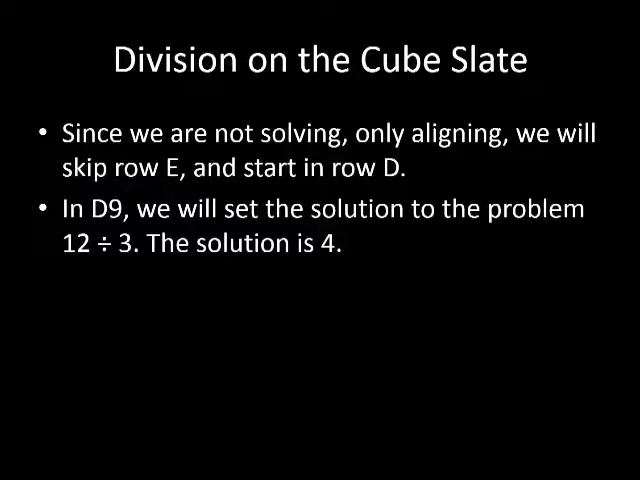 Division on the Cube Slate
• Since we are not solving, only aligning, we will
skip row E, and start in row D.
• In D9, we will set the solution to the problem
12 ÷ 3. The solution is 4.